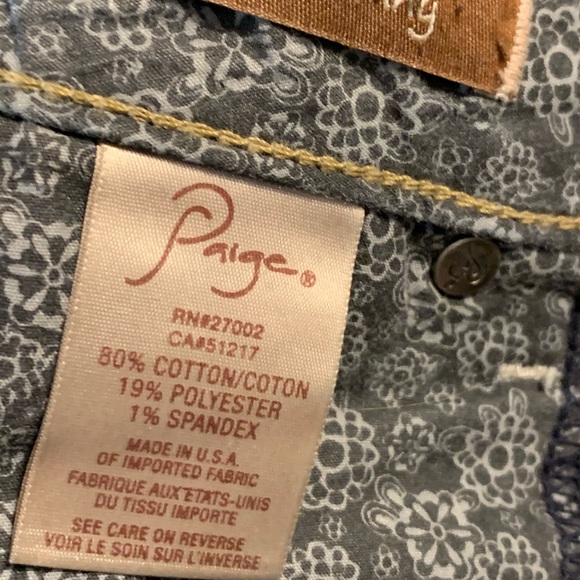 Paige®
RN#27002
CA#51217
80% COTTON/COTON
19% POLYESTER
1% SPANDEX
MADE IN U.S.A.
OF IMPORTED FABRIC
FABRIQUE AUX ETATS-UNIS
DU TISSU IMPORTE
SEE CARE ON REVERSE
VOIR LE SOIN SUR L'INVERSE